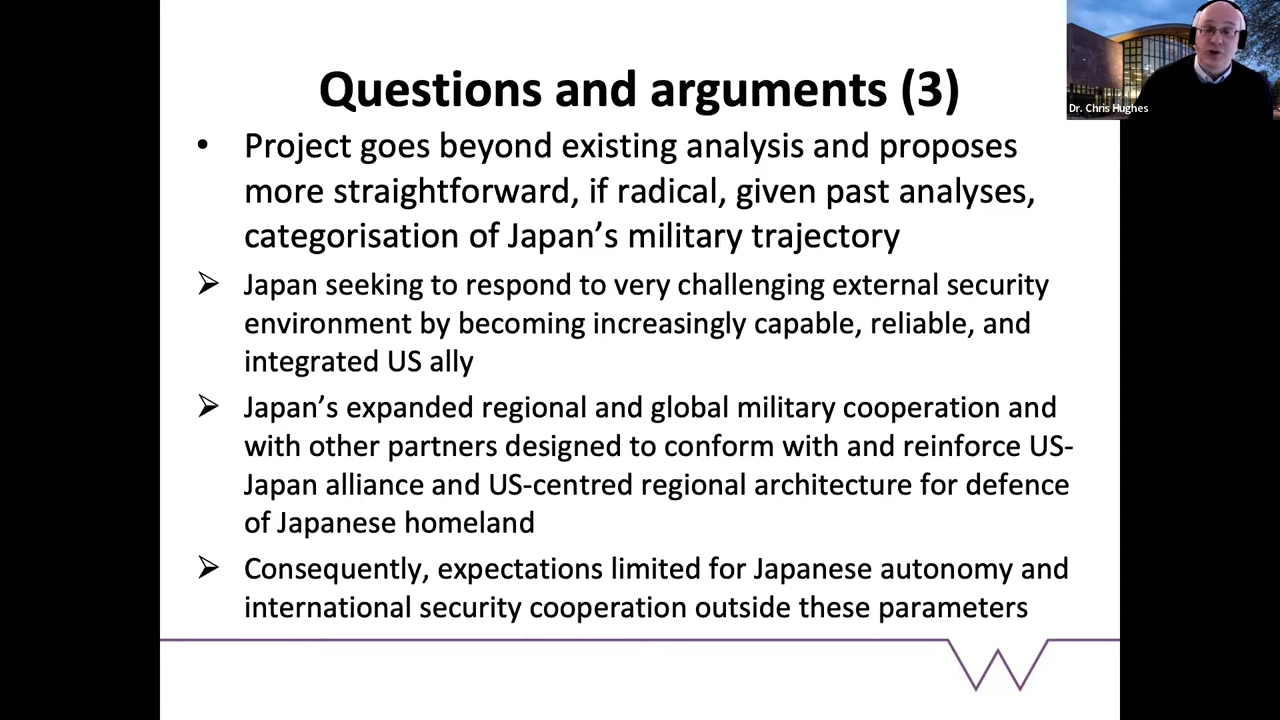 Questions and arguments (3)
Dr. Chris Hughes
• Project goes beyond existing analysis and proposes
more straightforward, if radical, given past analyses,
categorisation of Japan’s military trajectory
➢ Japan seeking to respond to very challenging external security
environment by becoming increasingly capable, reliable, and
integrated US ally
➢ Japan’s expanded regional and global military cooperation and
with other partners designed to conform with and reinforce US-
Japan alliance and US-centred regional architecture for defence
of Japanese homeland
➢ Consequently, expectations limited for Japanese autonomy and
international security cooperation outside these parameters